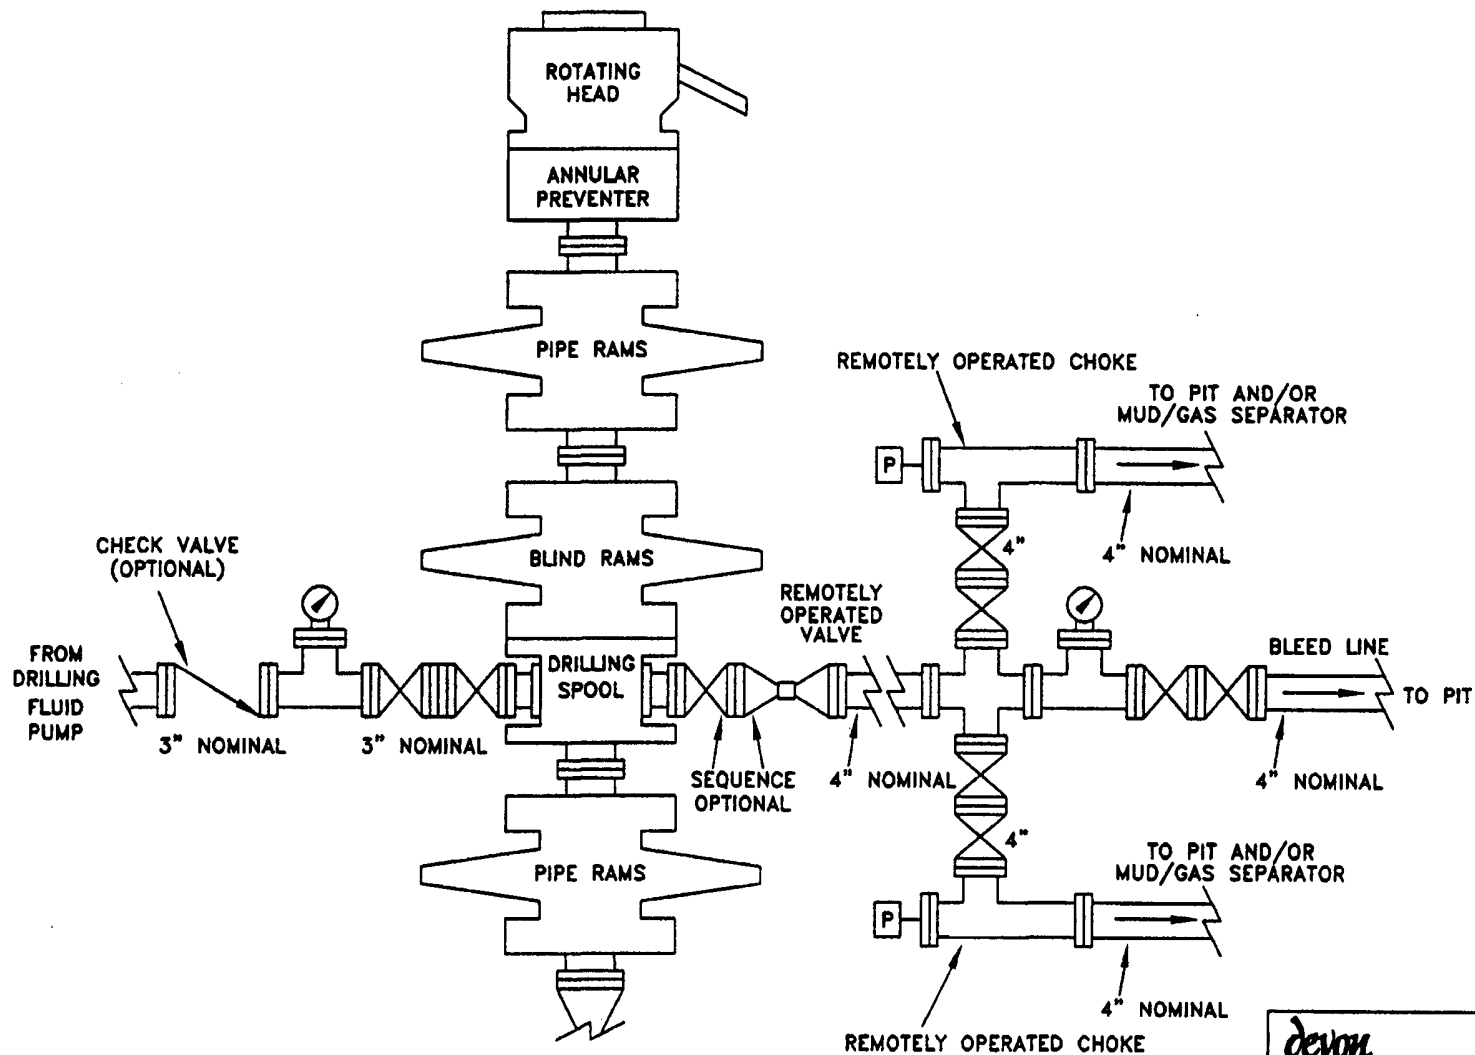 ROTATING
HEAD
ANNULAR
PREVENTER
PIPE RAMS
REMOTELY OPERATED CHOKE
TO PIT AND/OR
MUD/GAS SEPARATOR
P
4" NOMINAL
4"
CHECK VALVE
(OPTIONAL)
BLIND RAMS
REMOTELY
OPERATED
VALVE
FROM
DRILLING
FLUID
PUMP
3" NOMINAL
3" NOMINAL
DRILLING
SPOOL
BLEED LINE
TO PIT
SEQUENCE
OPTIONAL
4" NOMINAL
4" NOMINAL
4"
PIPE RAMS
TO PIT AND/OR
MUD/GAS SEPARATOR
P
4" NOMINAL
REMOTELY OPERATED CHOKE
devon